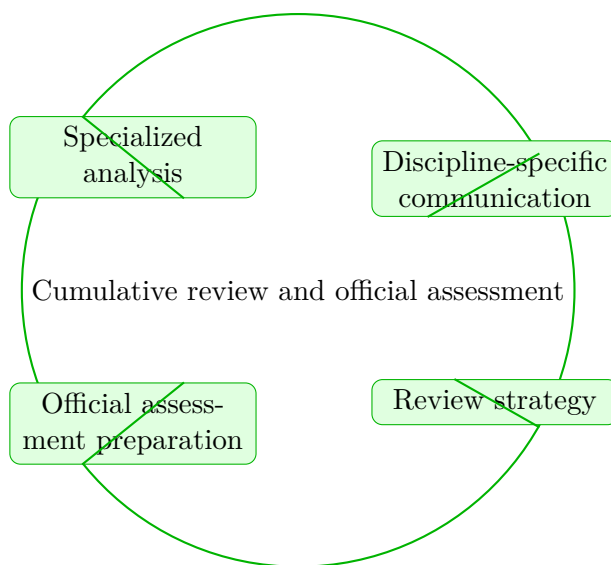 Specialized
analysis
Discipline-specific
communication
Cumulative review and official assessment
Official assess-
ment preparation
Review strategy